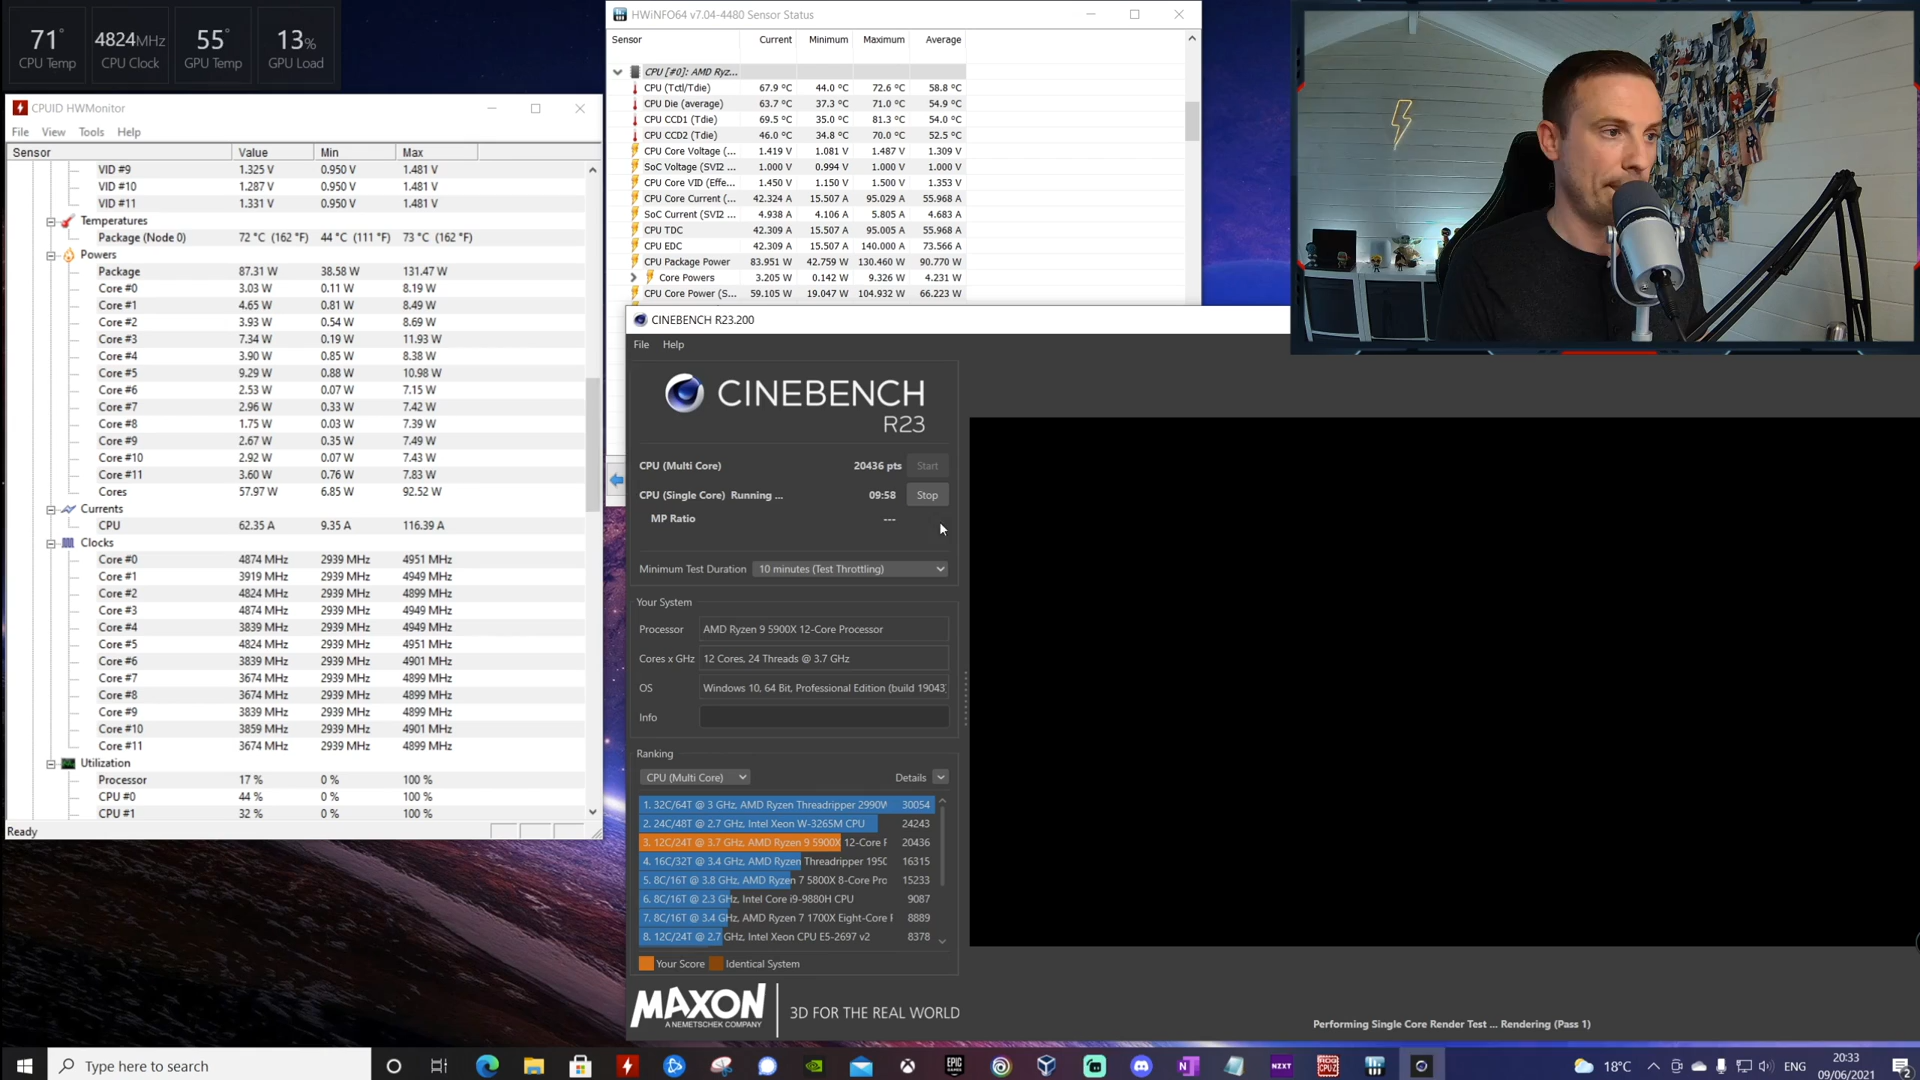 71° CPU Temp
4824MHz CPU Clock
55° GPU Temp
13% GPU Load
CPUID HWMonitor
File View Tools Help
Sensor Value Min Max
VID #9 1.325 V 0.950 V 1.481 V
VID #10 1.287 V 0.950 V 1.481 V
VID #11 1.331 V 0.950 V 1.481 V
Temperatures
Package (Node 0) 72 °C (162 °F) 44 °C (111 °F) 73 °C (162 °F)
Powers
Package 87.31 W 38.58 W 131.47 W
Core #0 3.03 W 0.11 W 8.19 W
Core #1 4.65 W 0.81 W 8.49 W
Core #2 3.93 W 0.54 W 8.69 W
Core #3 7.34 W 0.19 W 11.93 W
Core #4 3.90 W 0.85 W 8.38 W
Core #5 9.29 W 0.88 W 10.98 W
Core #6 2.53 W 0.07 W 7.15 W
Core #7 2.96 W 0.33 W 7.42 W
Core #8 1.75 W 0.03 W 7.39 W
Core #9 2.67 W 0.35 W 7.49 W
Core #10 2.92 W 0.07 W 7.43 W
Core #11 3.60 W 0.76 W 7.83 W
Cores 57.97 W 6.85 W 92.52 W
Currents
CPU 62.35 A 9.35 A 116.39 A
Clocks
Core #0 4874 MHz 2939 MHz 4951 MHz
Core #1 3919 MHz 2939 MHz 4949 MHz
Core #2 4824 MHz 2939 MHz 4899 MHz
Core #3 4874 MHz 2939 MHz 4949 MHz
Core #4 3839 MHz 2939 MHz 4949 MHz
Core #5 4824 MHz 2939 MHz 4951 MHz
Core #6 3839 MHz 2939 MHz 4901 MHz
Core #7 3674 MHz 2939 MHz 4899 MHz
Core #8 3674 MHz 2939 MHz 4899 MHz
Core #9 3839 MHz 2939 MHz 4899 MHz
Core #10 3859 MHz 2939 MHz 4901 MHz
Core #11 3674 MHz 2939 MHz 4899 MHz
Utilization
Processor 17 % 0 % 100 %
CPU #0 44 % 0 % 100 %
CPU #1 32 % 0 % 100 %
Ready
HWiNFO64 v7.04-4480 Sensor Status
Sensor Current Minimum Maximum Average
CPU [#0]: AMD Ryz...
CPU (Tctl/Tdie) 67.9 °C 44.0 °C 72.6 °C 58.8 °C
CPU Die (average) 63.7 °C 37.3 °C 71.0 °C 54.9 °C
CPU CCD1 (Tdie) 69.5 °C 35.0 °C 81.3 °C 54.0 °C
CPU CCD2 (Tdie) 46.0 °C 34.8 °C 70.0 °C 52.5 °C
CPU Core Voltage (... 1.419 V 1.081 V 1.487 V 1.309 V
SoC Voltage (SVI2 ... 1.000 V 0.994 V 1.000 V 1.000 V
CPU Core VID (Effe... 1.450 V 1.150 V 1.500 V 1.353 V
CPU Core Current (... 42.324 A 15.507 A 95.029 A 55.968 A
SoC Current (SVI2 ... 4.938 A 4.106 A 5.805 A 4.683 A
CPU TDC 42.309 A 15.507 A 95.005 A 55.968 A
CPU EDC 42.309 A 15.507 A 140.000 A 73.566 A
CPU Package Power 83.951 W 42.759 W 130.460 W 90.770 W
Core Powers 3.205 W 0.142 W 9.326 W 4.231 W
CPU Core Power (S... 59.105 W 19.047 W 104.932 W 66.223 W
CINEBENCH R23.200
File Help
CINEBENCH
R23
CPU (Multi Core) 20436 pts Start
CPU (Single Core) Running ... 09:58 Stop
MP Ratio ---
Minimum Test Duration 10 minutes (Test Throttling)
Your System
Processor AMD Ryzen 9 5900X 12-Core Processor
Cores x GHz 12 Cores, 24 Threads @ 3.7 GHz
OS Windows 10, 64 Bit, Professional Edition (build 19043)
Info
Ranking
CPU (Multi Core) Details
1. 32C/64T @ 3 GHz, AMD Ryzen Threadripper 2990W 30054
2. 24C/48T @ 2.7 GHz, Intel Xeon W-3265M CPU 24243
3. 12C/24T @ 3.7 GHz, AMD Ryzen 9 5900X 12-Core P 20436
4. 16C/32T @ 3.4 GHz, AMD Ryzen Threadripper 195C 16315
5. 8C/16T @ 3.8 GHz, AMD Ryzen 7 5800X 8-Core Pro 15233
6. 8C/16T @ 2.3 GHz, Intel Core i9-9880H CPU 9087
7. 8C/16T @ 3.4 GHz, AMD Ryzen 7 1700X Eight-Core P 8889
8. 12C/24T @ 2.7 GHz, Intel Xeon CPU E5-2697 v2 8378
Your Score Identical System
MAXON 3D FOR THE REAL WORLD
A NEMETSCHEK COMPANY
Performing Single Core Render Test ... Rendering (Pass 1)
Type here to search
EPIC GAMES
NZXT
CPU-Z
18°C ENG 20:33
09/06/2021
2